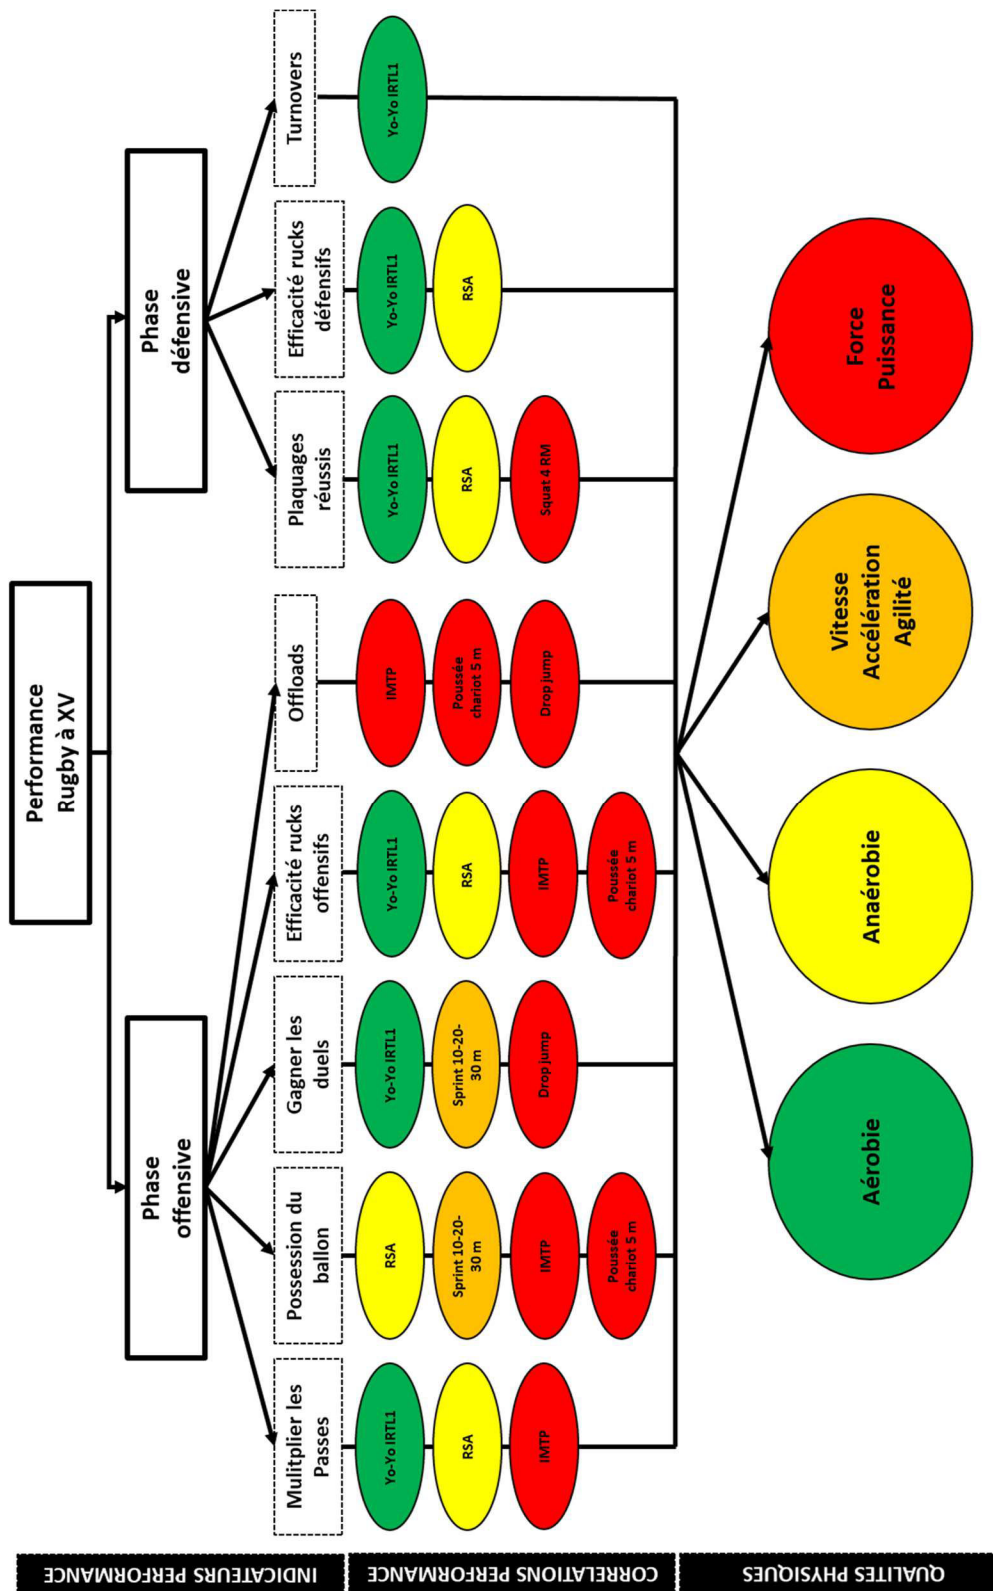 INDICATEURS PERFORMANCE
CORRELATIONS PERFORMANCE
QUALITES PHYSIQUES
Performance
Rugby à XV
Phase
offensive
Phase
défensive
Mulitplier les
Passes
Possession du
ballon
Gagner les
duels
Efficacité rucks
offensifs
Offloads
Plaquages
réussis
Efficacité rucks
défensifs
Turnovers
Yo-Yo IRTL1
RSA
IMTP
RSA
Sprint 10-20-
30 m
IMTP
Poussée
chariot 5 m
Yo-Yo IRTL1
Sprint 10-20-
30 m
Drop jump
Yo-Yo IRTL1
RSA
IMTP
Poussée
chariot 5 m
IMTP
Poussée
chariot 5 m
Drop jump
Yo-Yo IRTL1
RSA
Squat 4 RM
Yo-Yo IRTL1
RSA
Yo-Yo IRTL1
Aérobie
Anaérobie
Vitesse
Accélération
Agilité
Force
Puissance